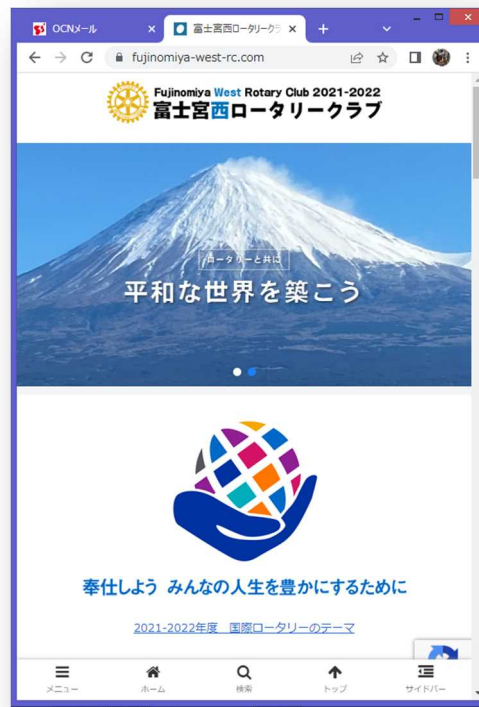 OCNメール
富士宮西ロータリークラ
fujinomiya-west-rc.com
Fujinomiya West Rotary Club 2021-2022
富士宮西ロータリークラブ
ロータリーと共に
平和な世界を築こう
奉仕しよう みんなの人生を豊かにするために
2021-2022年度 国際ロータリーのテーマ
メニュー
ホーム
検索
トップ
サイドバー